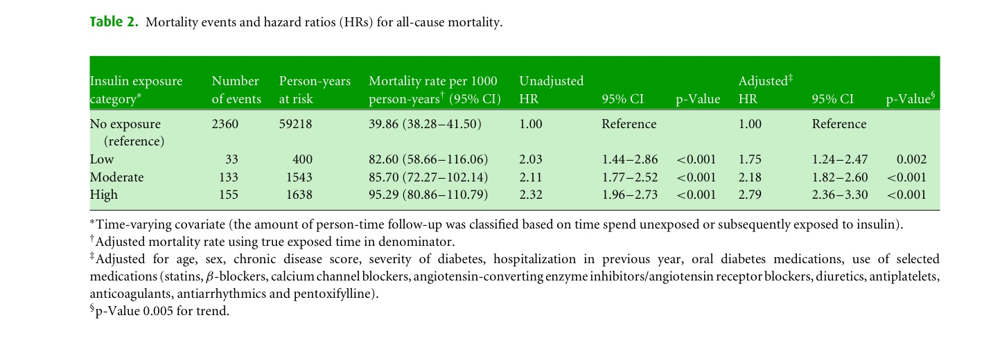 Table 2. Mortality events and hazard ratios (HRs) for all-cause mortality.
Insulin exposure category* Number of events Person-years at risk Mortality rate per 1000 person-years† (95% CI) Unadjusted HR 95% CI p-Value Adjusted‡ HR 95% CI p-Value§
No exposure (reference) 2360 59218 39.86 (38.28–41.50) 1.00 Reference 1.00 Reference
Low 33 400 82.60 (58.66–116.06) 2.03 1.44–2.86 <0.001 1.75 1.24–2.47 0.002
Moderate 133 1543 85.70 (72.27–102.14) 2.11 1.77–2.52 <0.001 2.18 1.82–2.60 <0.001
High 155 1638 95.29 (80.86–110.79) 2.32 1.96–2.73 <0.001 2.79 2.36–3.30 <0.001
*Time-varying covariate (the amount of person-time follow-up was classified based on time spend unexposed or subsequently exposed to insulin).
†Adjusted mortality rate using true exposed time in denominator.
‡Adjusted for age, sex, chronic disease score, severity of diabetes, hospitalization in previous year, oral diabetes medications, use of selected
medications (statins, β-blockers, calcium channel blockers, angiotensin-converting enzyme inhibitors/angiotensin receptor blockers, diuretics, antiplatelets,
anticoagulants, antiarrhythmics and pentoxifylline).
§p-Value 0.005 for trend.